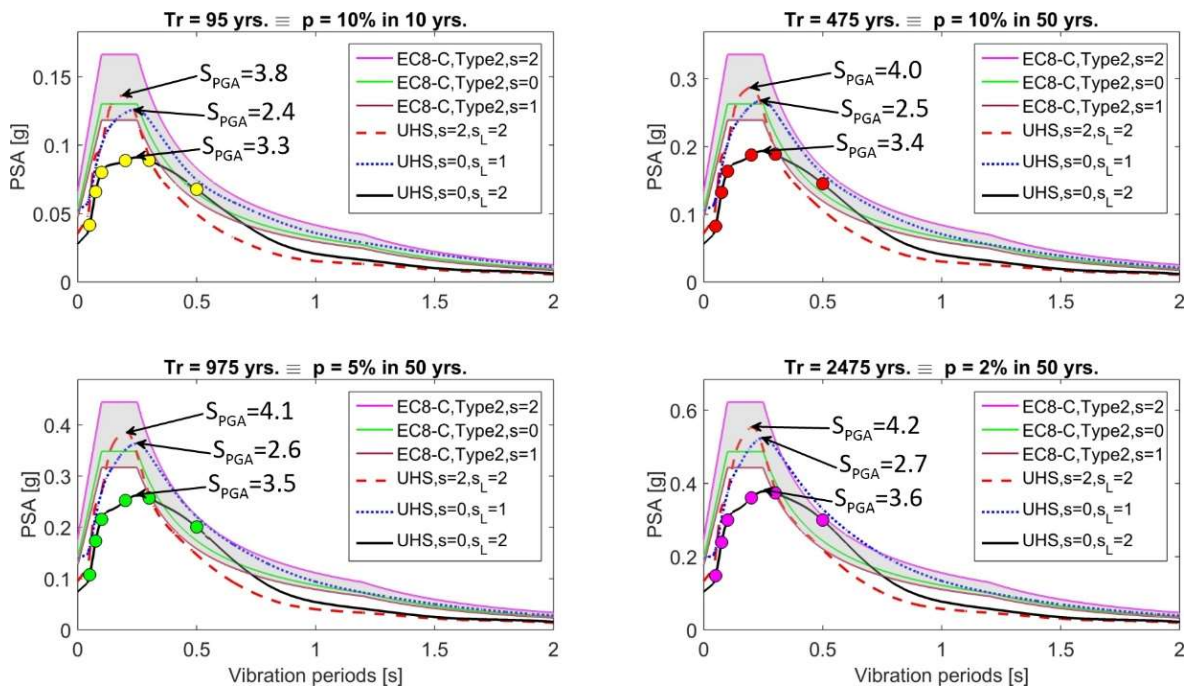 Tr = 95 yrs. ≡ p = 10% in 10 yrs.
PSA [g]
0.15
0.1
0.05
0
S_PGA=3.8
S_PGA=2.4
S_PGA=3.3
EC8-C,Type2,s=2
EC8-C,Type2,s=0
EC8-C,Type2,s=1
UHS,s=2,s_L=2
UHS,s=0,s_L=1
UHS,s=0,s_L=2
0 0.5 1 1.5 2
Tr = 475 yrs. ≡ p = 10% in 50 yrs.
PSA [g]
0.3
0.2
0.1
0
S_PGA=4.0
S_PGA=2.5
S_PGA=3.4
EC8-C,Type2,s=2
EC8-C,Type2,s=0
EC8-C,Type2,s=1
UHS,s=2,s_L=2
UHS,s=0,s_L=1
UHS,s=0,s_L=2
0 0.5 1 1.5 2
Tr = 975 yrs. ≡ p = 5% in 50 yrs.
PSA [g]
0.4
0.3
0.2
0.1
0
S_PGA=4.1
S_PGA=2.6
S_PGA=3.5
EC8-C,Type2,s=2
EC8-C,Type2,s=0
EC8-C,Type2,s=1
UHS,s=2,s_L=2
UHS,s=0,s_L=1
UHS,s=0,s_L=2
0 0.5 1 1.5 2
Vibration periods [s]
Tr = 2475 yrs. ≡ p = 2% in 50 yrs.
PSA [g]
0.6
0.4
0.2
0
S_PGA=4.2
S_PGA=2.7
S_PGA=3.6
EC8-C,Type2,s=2
EC8-C,Type2,s=0
EC8-C,Type2,s=1
UHS,s=2,s_L=2
UHS,s=0,s_L=1
UHS,s=0,s_L=2
0 0.5 1 1.5 2
Vibration periods [s]